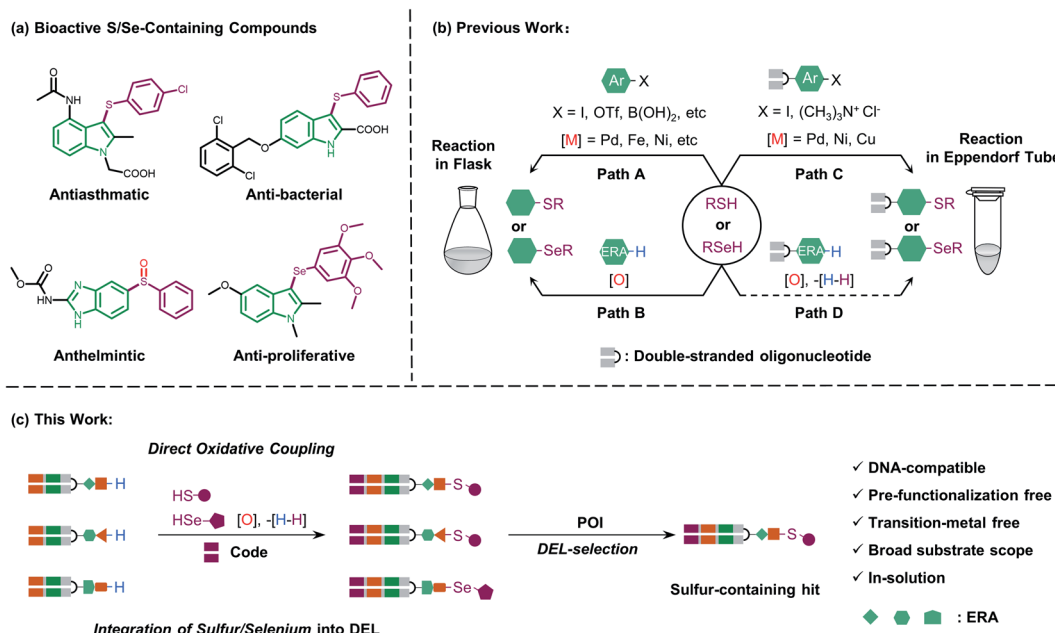 (a) Bioactive S/Se-Containing Compounds
O
NH
S
Cl
N
COOH
Antiasthmatic
Cl
Cl
O
S
COOH
N
H
Anti-bacterial
O
O
HN
N
N
H
O
S
Anthelmintic
O
O
O
Se
O
N
Anti-proliferative
(b) Previous Work:
Ar X
X = I, OTf, B(OH)₂, etc
[M] = Pd, Fe, Ni, etc
Path A
Ar X
X = I, (CH₃)₃N⁺ Cl⁻
[M] = Pd, Ni, Cu
Path C
Reaction
in Flask
Reaction
in Eppendorf Tube
SR
or
SeR
RSH
or
RSeH
SR
or
SeR
ERA H
[O]
Path B
ERA H
[O], -[H-H]
Path D
: Double-stranded oligonucleotide
(c) This Work:
Direct Oxidative Coupling
H
H
H
HS
HSe
[O], -[H-H]
Code
S
S
Se
Integration of Sulfur/Selenium into DEL
POI
DEL-selection
S
Sulfur-containing hit
✓ DNA-compatible
✓ Pre-functionalization free
✓ Transition-metal free
✓ Broad substrate scope
✓ In-solution
: ERA